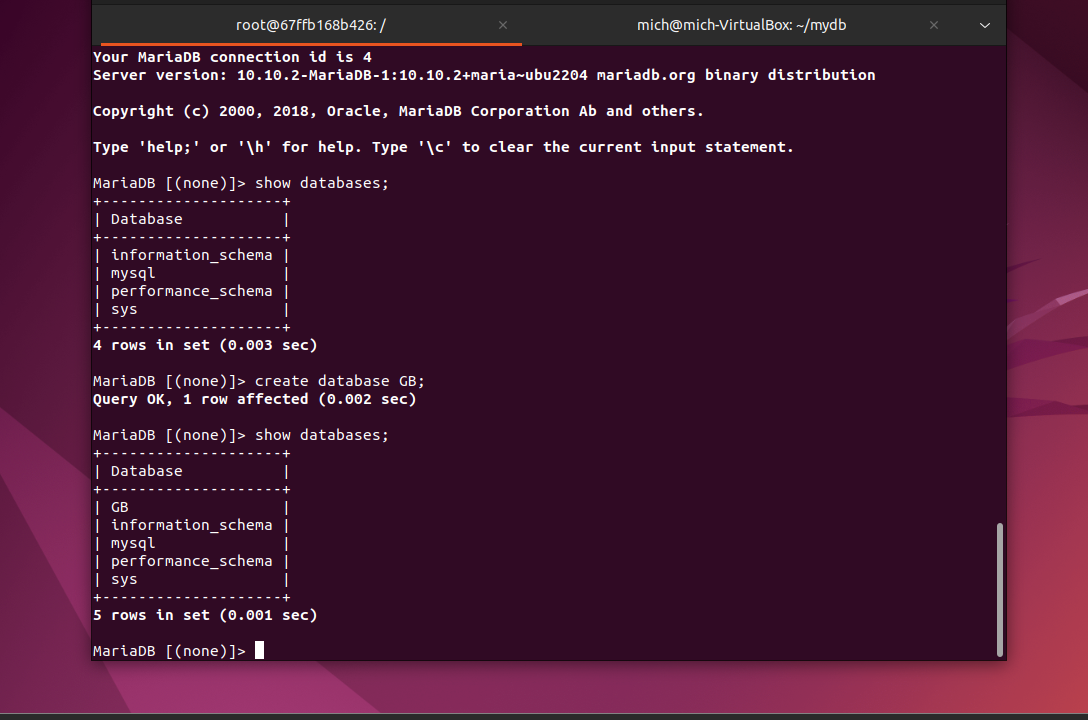 root@67ffb168b426: /
mich@mich-VirtualBox: ~/mydb
Your MariaDB connection id is 4
Server version: 10.10.2-MariaDB-1:10.10.2+maria~ubu2204 mariadb.org binary distribution
Copyright (c) 2000, 2018, Oracle, MariaDB Corporation Ab and others.
Type 'help;' or '\h' for help. Type '\c' to clear the current input statement.
MariaDB [(none)]> show databases;
+--------------------+
| Database           |
+--------------------+
| information_schema |
| mysql              |
| performance_schema |
| sys                |
+--------------------+
4 rows in set (0.003 sec)
MariaDB [(none)]> create database GB;
Query OK, 1 row affected (0.002 sec)
MariaDB [(none)]> show databases;
+--------------------+
| Database           |
+--------------------+
| GB                 |
| information_schema |
| mysql              |
| performance_schema |
| sys                |
+--------------------+
5 rows in set (0.001 sec)
MariaDB [(none)]>